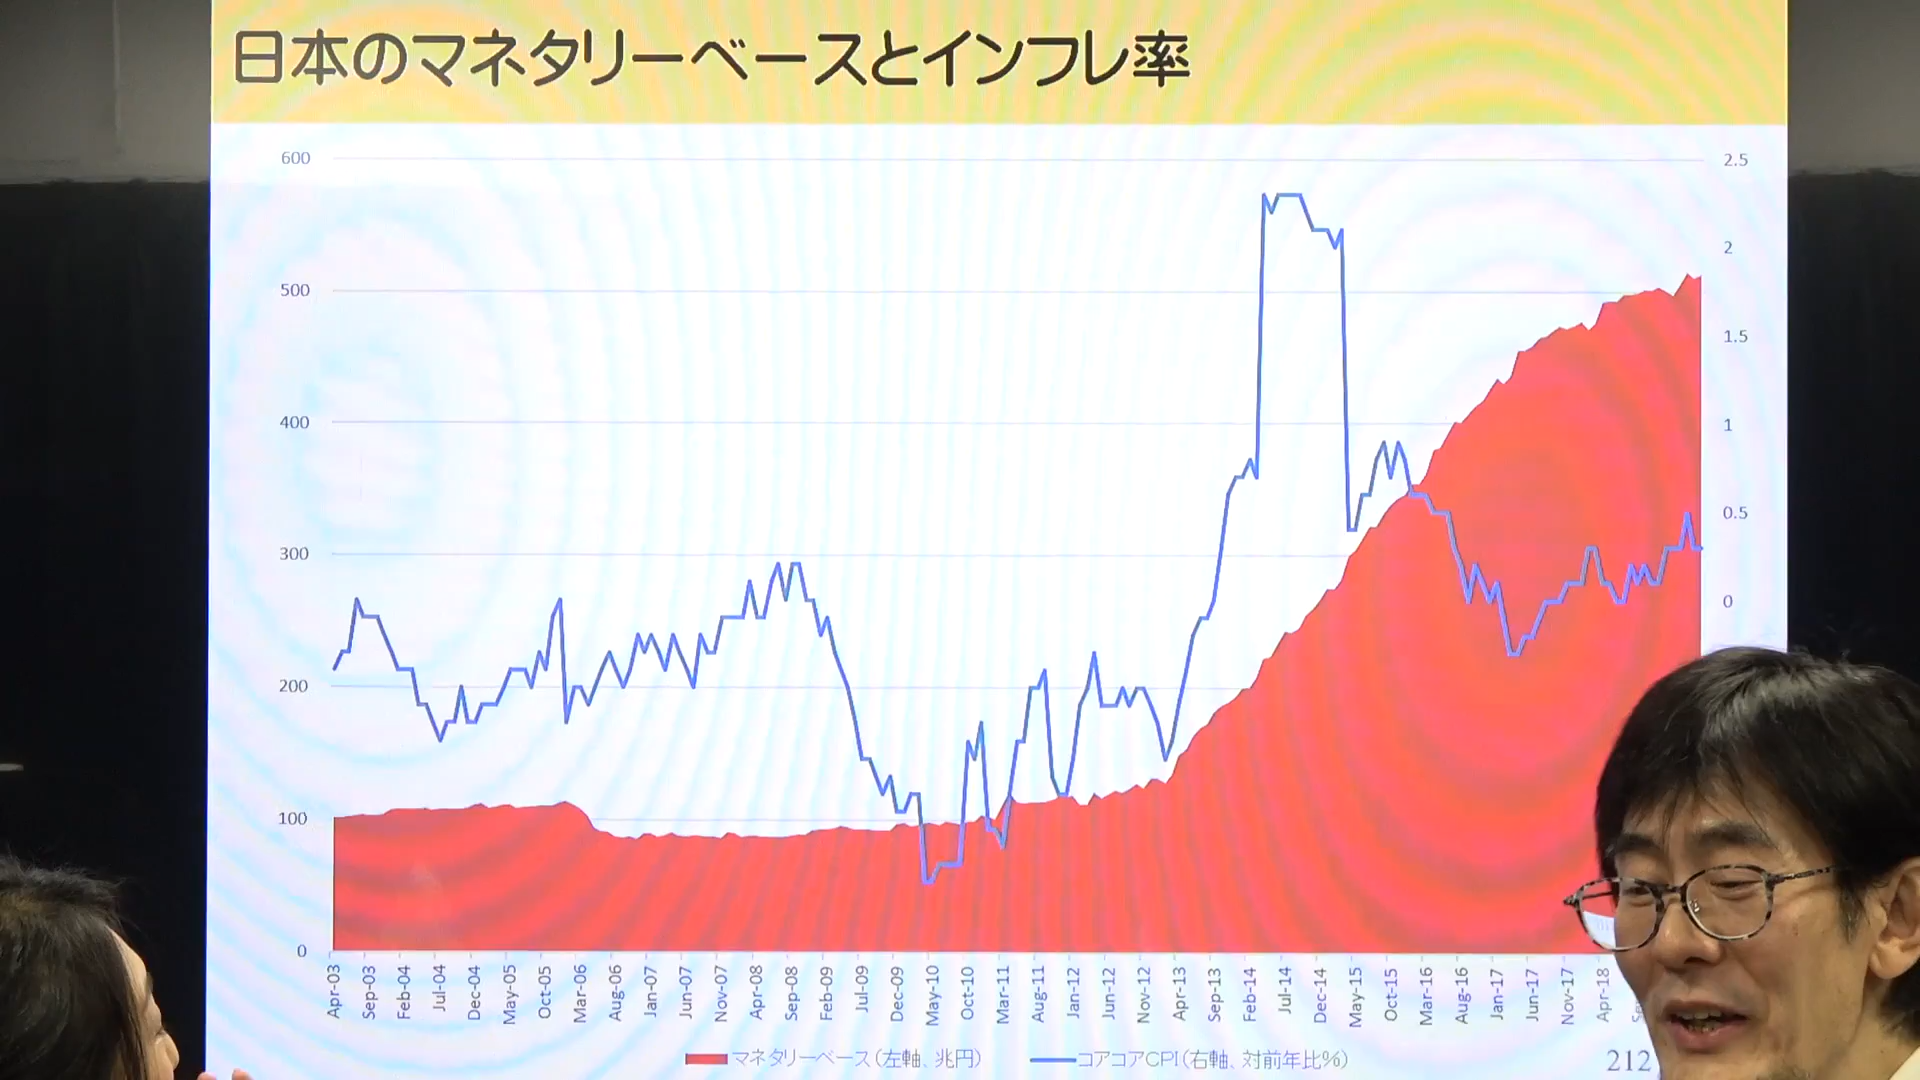 日本のマネタリーベースとインフレ率
600
500
400
300
200
100
0
2.5
2
1.5
1
0.5
0
Apr-03
Sep-03
Feb-04
Jul-04
Dec-04
May-05
Oct-05
Mar-06
Aug-06
Jan-07
Jun-07
Nov-07
Apr-08
Sep-08
Feb-09
Jul-09
Dec-09
May-10
Oct-10
Mar-11
Aug-11
Jan-12
Jun-12
Nov-12
Apr-13
Sep-13
Feb-14
Jul-14
Dec-14
May-15
Oct-15
Mar-16
Aug-16
Jan-17
Jun-17
Nov-17
Apr-18
マネタリーベース(左軸、兆円)
コアコアCPI(右軸、対前年比%)
212